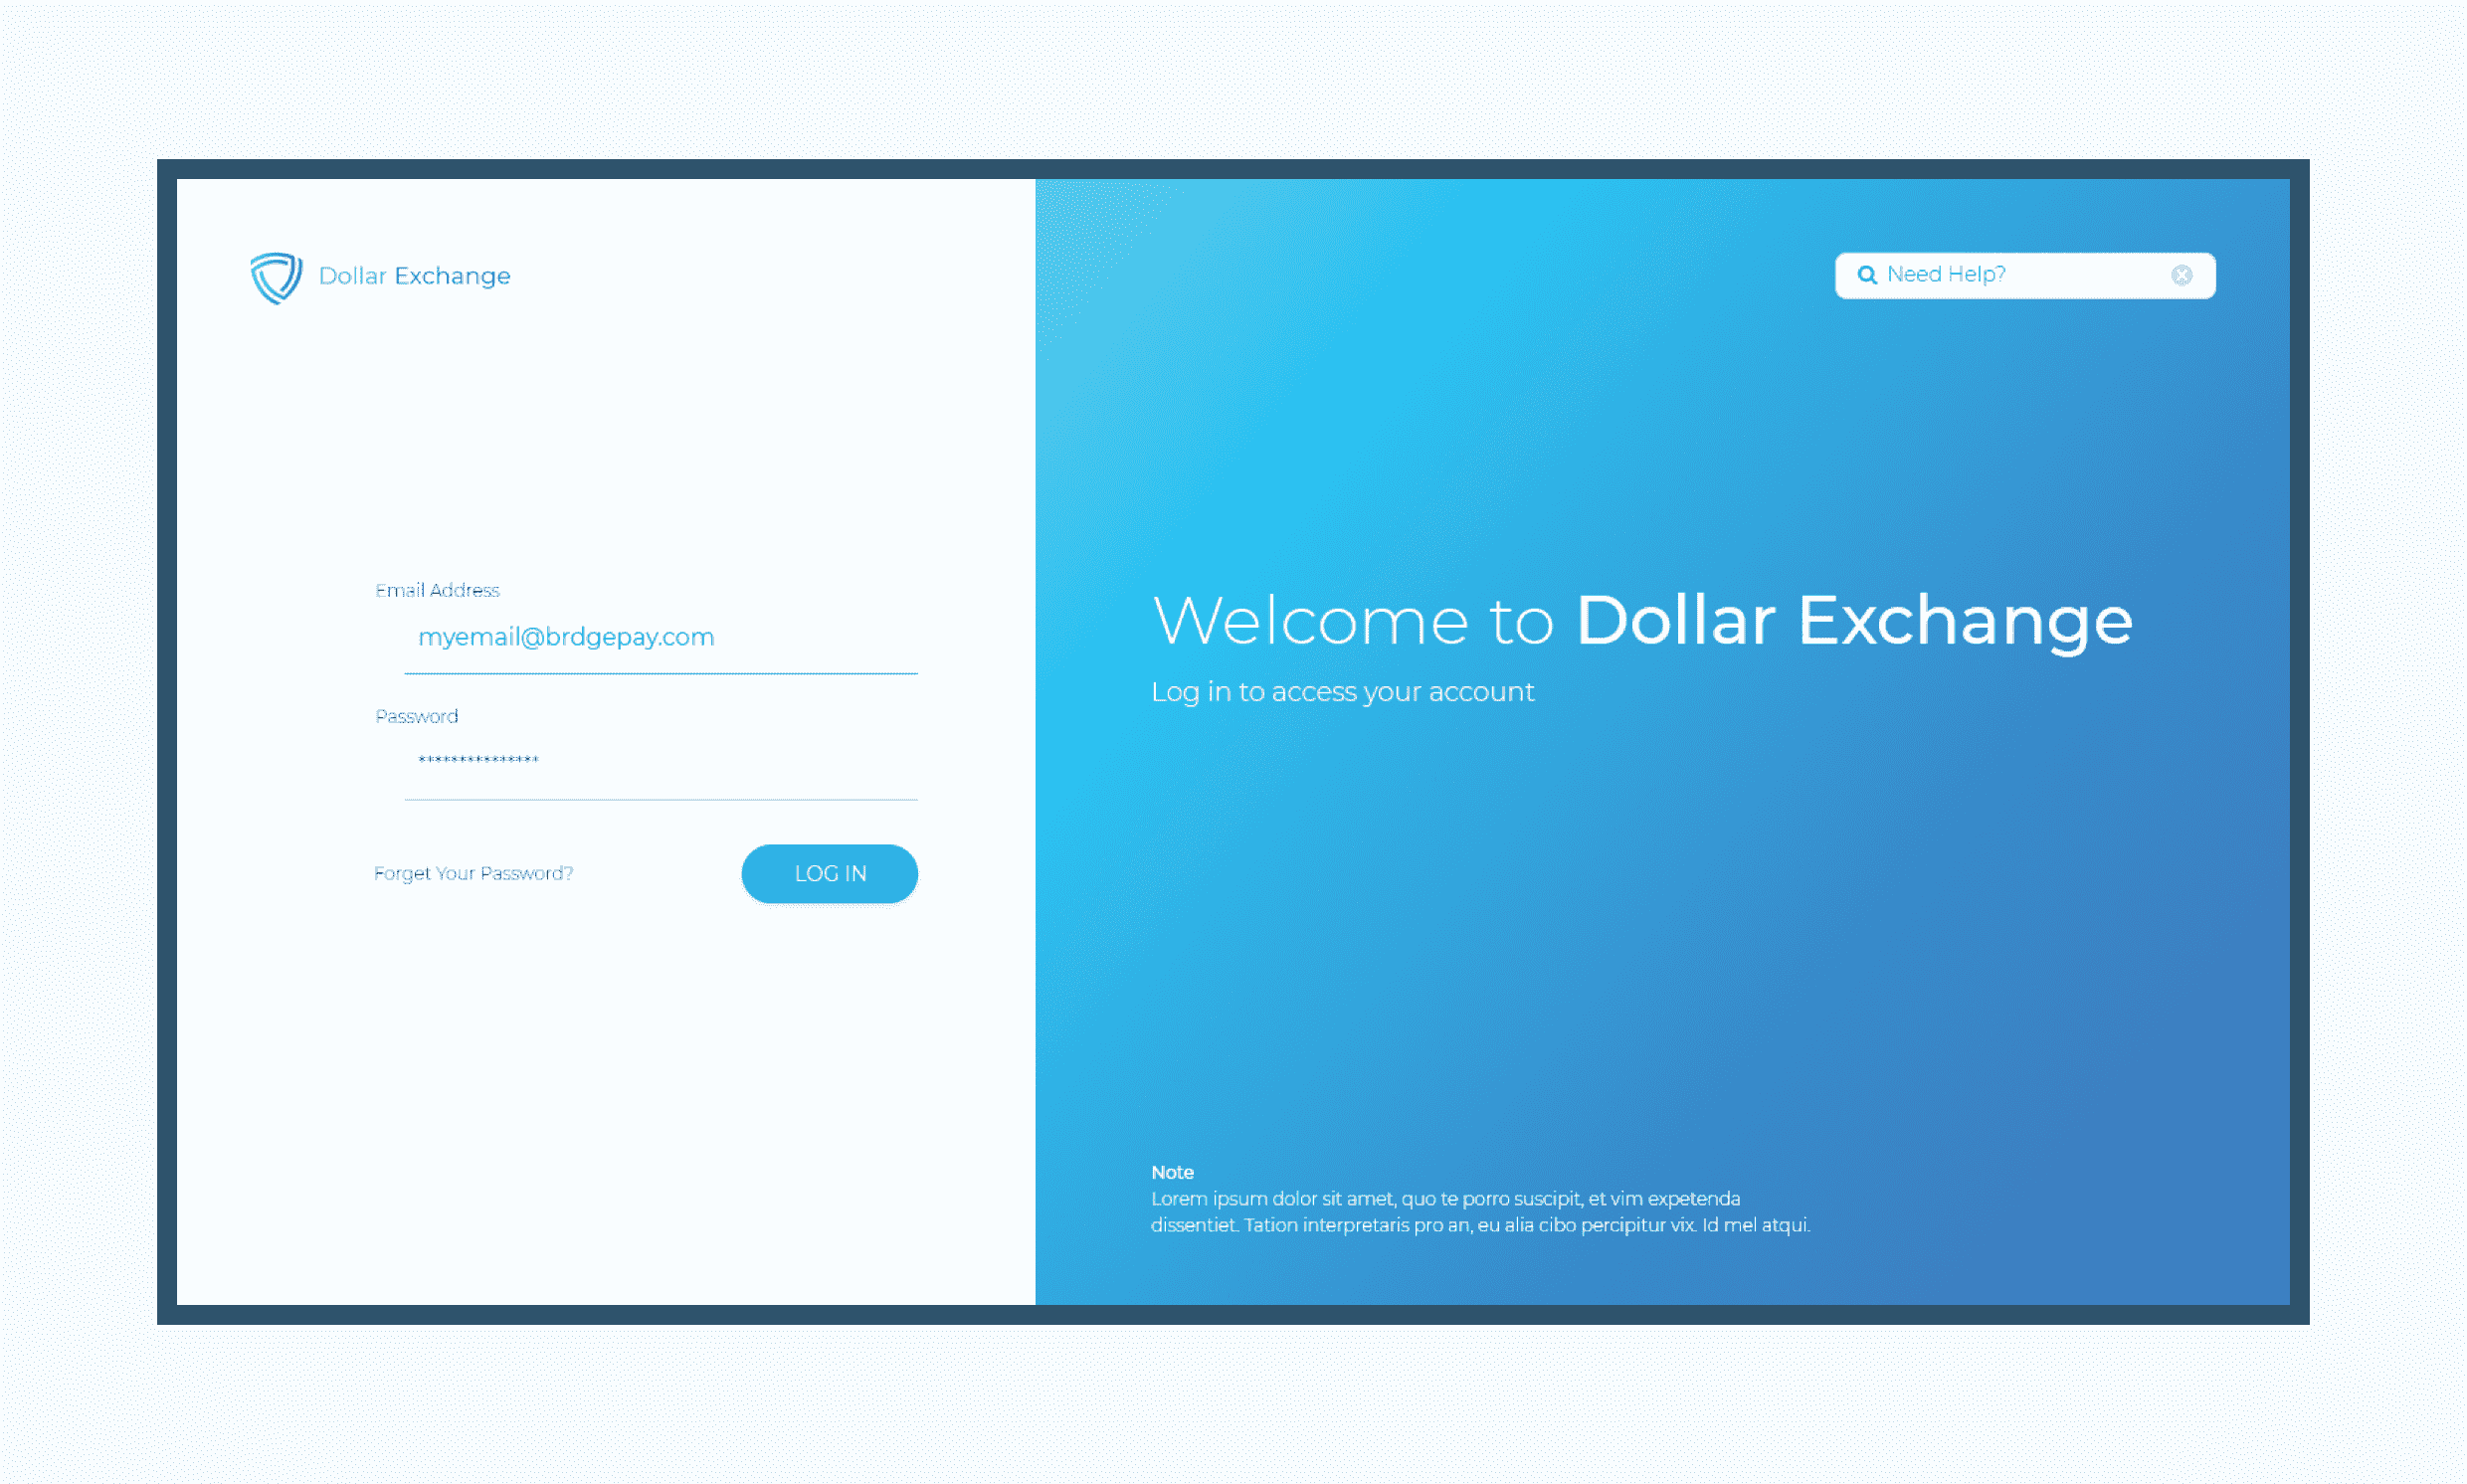 Dollar Exchange
Need Help?
Email Address
myemail@brdgepay.com
Password
***************
Forget Your Password?
LOG IN
Welcome to Dollar Exchange
Log in to access your account
Note
Lorem ipsum dolor sit amet, quo te porro suscipit, et vim expetenda
dissentiet. Tation interpretaris pro an, eu alia cibo percipitur vix. Id mel atqui.